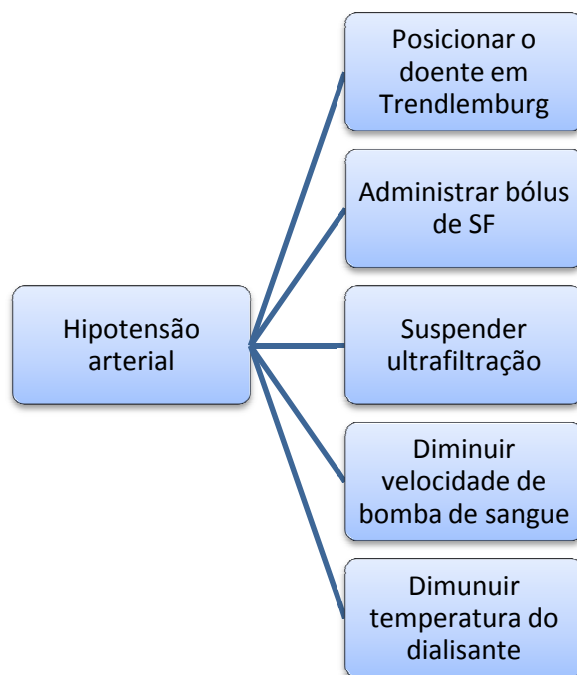 Posicionar o
doente em
Trendlemburg
Administrar bólus
de SF
Hipotensão
arterial
Suspender
ultrafiltração
Diminuir
velocidade de
bomba de sangue
Dimunuir
temperatura do
dialisante